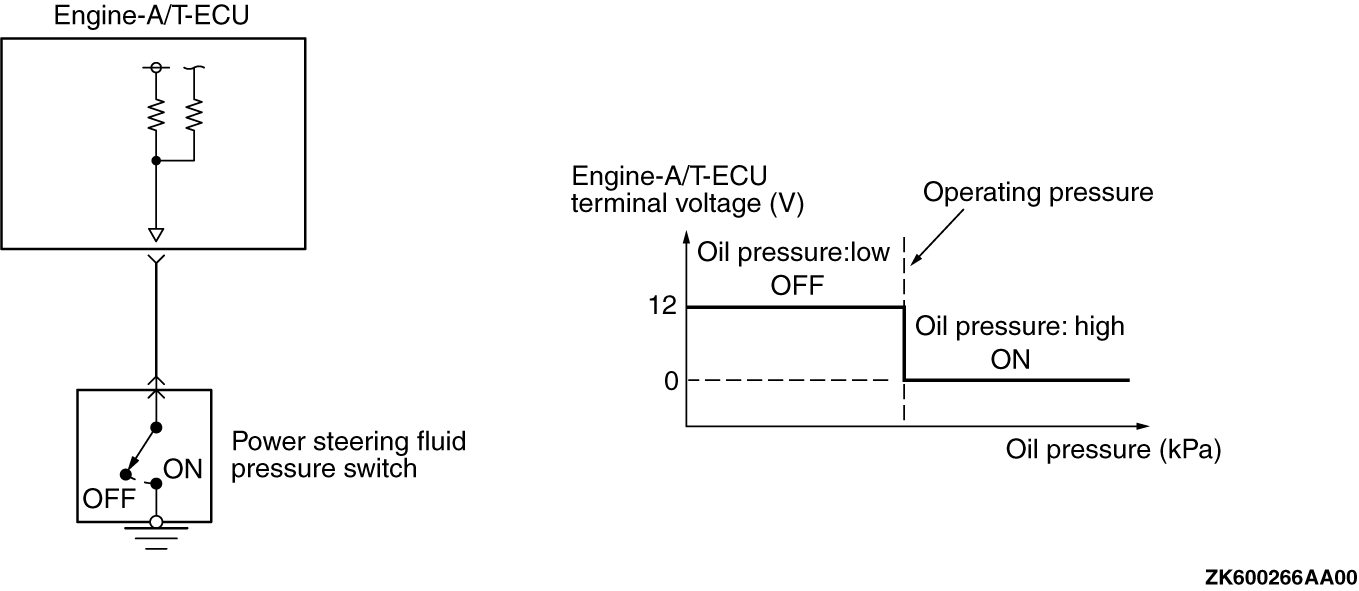 Engine-A/T-ECU
ON
OFF
Power steering fluid
pressure switch
Engine-A/T-ECU
terminal voltage (V)
Operating pressure
Oil pressure:low
OFF
12
Oil pressure: high
ON
0
Oil pressure (kPa)
ZK600266AA00